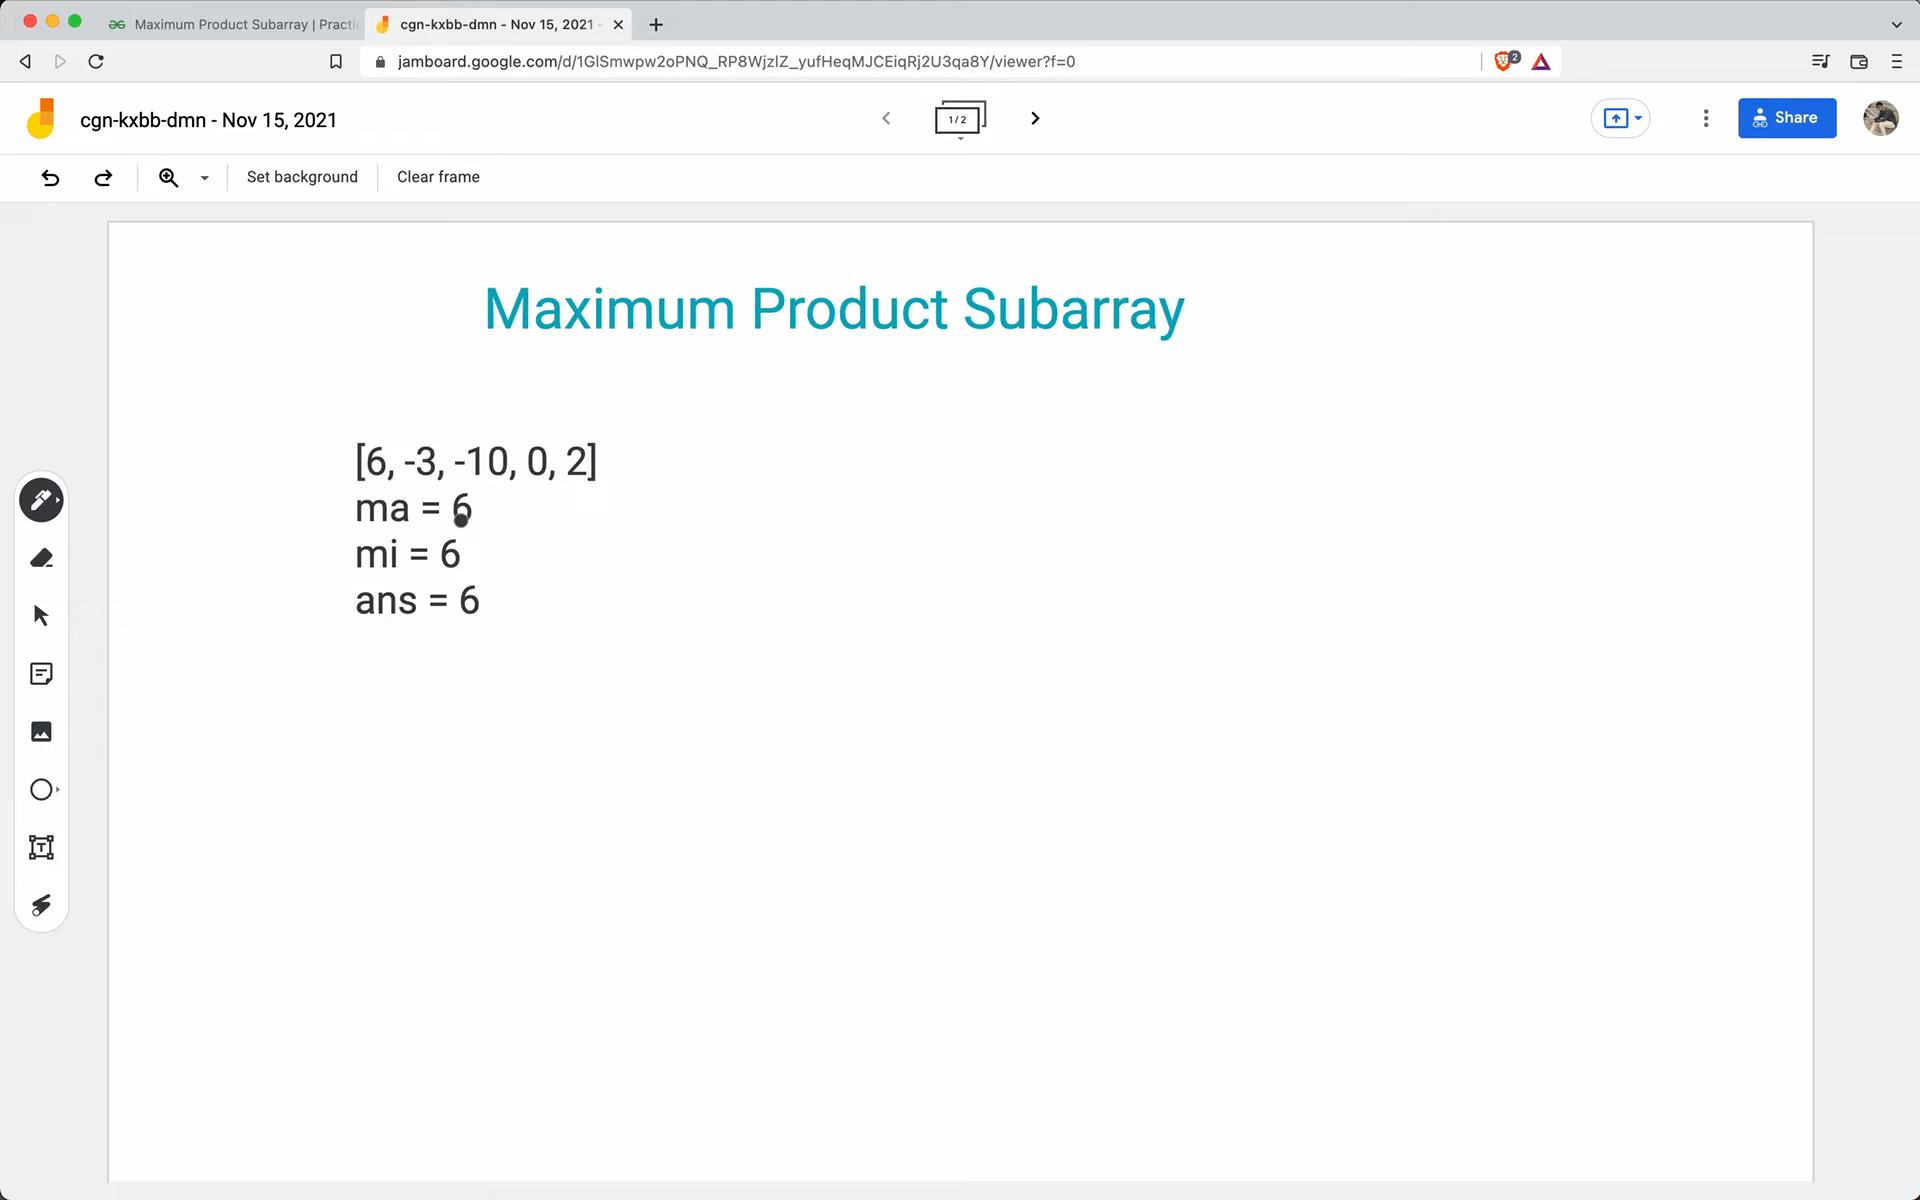 Maximum Product Subarray | Practi
cgn-kxbb-dmn - Nov 15, 2021 -
jamboard.google.com/d/1GlSmwpw2oPNQ_RP8WjzlZ_yufHeqMJCEiqRj2U3qa8Y/viewer?f=0
2
cgn-kxbb-dmn - Nov 15, 2021
1/2
Share
Set background
Clear frame
Maximum Product Subarray
[6, -3, -10, 0, 2]
ma = 6
mi = 6
ans = 6